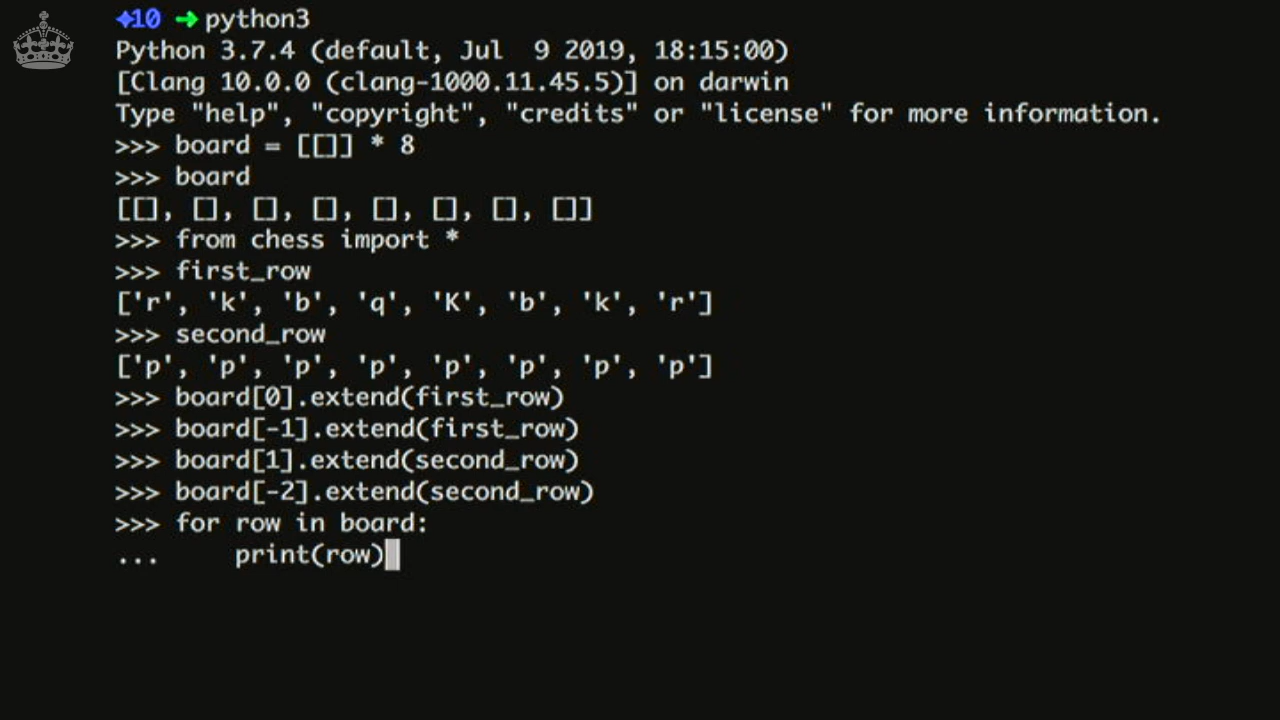 ✦10 ➜ python3
Python 3.7.4 (default, Jul  9 2019, 18:15:00)
[Clang 10.0.0 (clang-1000.11.45.5)] on darwin
Type "help", "copyright", "credits" or "license" for more information.
>>> board = [[]] * 8
>>> board
[[], [], [], [], [], [], [], []]
>>> from chess import *
>>> first_row
['r', 'k', 'b', 'q', 'K', 'b', 'k', 'r']
>>> second_row
['p', 'p', 'p', 'p', 'p', 'p', 'p', 'p']
>>> board[0].extend(first_row)
>>> board[-1].extend(first_row)
>>> board[1].extend(second_row)
>>> board[-2].extend(second_row)
>>> for row in board:
...     print(row)